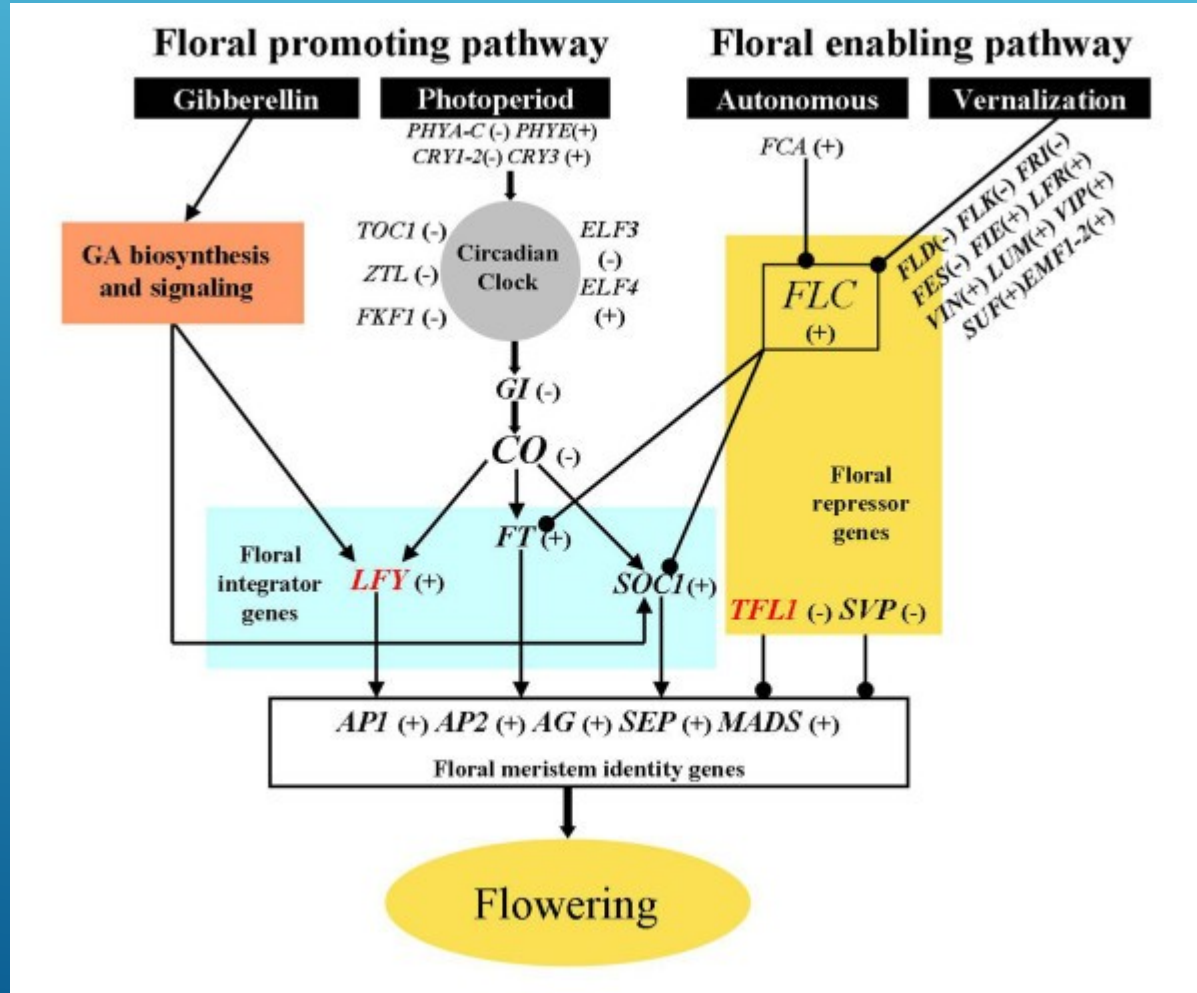 Floral promoting pathway
Floral enabling pathway
Gibberellin
Photoperiod
Autonomous
Vernalization
PHYA-C (-) PHYE(+)
CRY1-2(-) CRY3 (+)
FCA (+)
FLD(-) FLK(-) FRI(-)
FES(-) FIE(+) LFR(+)
VIN(+) LUM(+) VIP(+)
SUF(+)EMF1-2(+)
GA biosynthesis
and signaling
TOC1 (-)
ZTL (-)
FKF1 (-)
Circadian
Clock
ELF3
(-)
ELF4
(+)
FLC
(+)
GI (-)
CO (-)
Floral
repressor
genes
Floral
integrator
genes
FT (+)
LFY (+)
SOC1(+)
TFL1 (-) SVP (-)
AP1 (+) AP2 (+) AG (+) SEP (+) MADS (+)
Floral meristem identity genes
Flowering